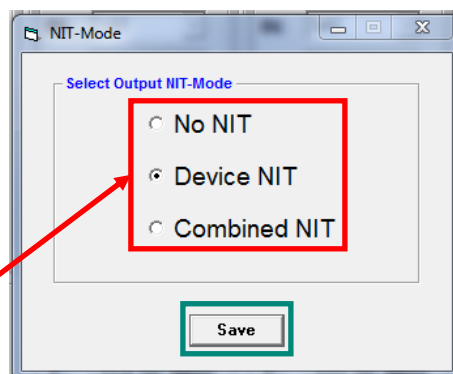 NIT-Mode
Select Output NIT-Mode
No NIT
Device NIT
Combined NIT
Save